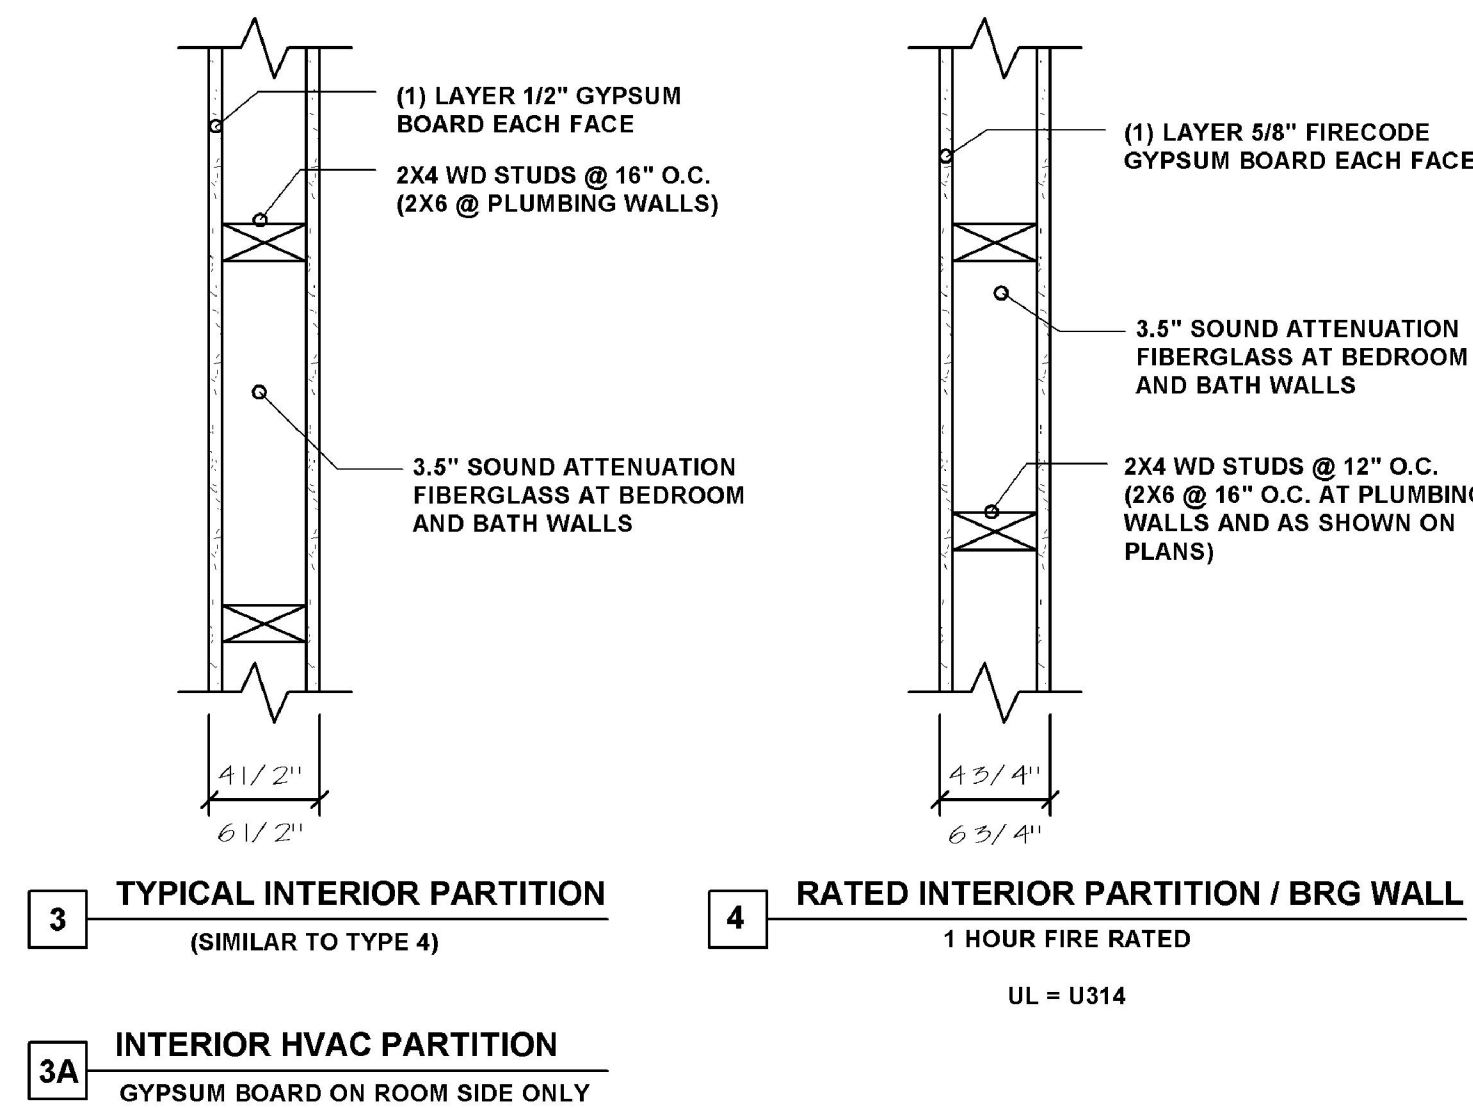 (1) LAYER 1/2" GYPSUM
BOARD EACH FACE
2X4 WD STUDS @ 16" O.C.
(2X6 @ PLUMBING WALLS)
3.5" SOUND ATTENUATION
FIBERGLASS AT BEDROOM
AND BATH WALLS
4 1/2"
6 1/2"
3
TYPICAL INTERIOR PARTITION
(SIMILAR TO TYPE 4)
3A
INTERIOR HVAC PARTITION
GYPSUM BOARD ON ROOM SIDE ONLY
(1) LAYER 5/8" FIRECODE
GYPSUM BOARD EACH FACE
3.5" SOUND ATTENUATION
FIBERGLASS AT BEDROOM
AND BATH WALLS
2X4 WD STUDS @ 12" O.C.
(2X6 @ 16" O.C. AT PLUMBING
WALLS AND AS SHOWN ON
PLANS)
4 3/4"
6 3/4"
4
RATED INTERIOR PARTITION / BRG WALL
1 HOUR FIRE RATED
UL = U314